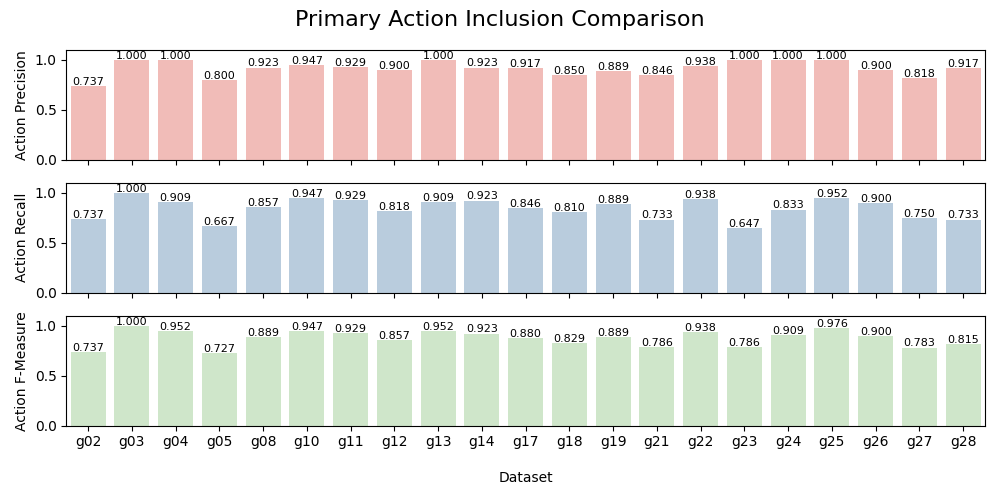 Primary Action Inclusion Comparison
Action Precision
1.0
0.5
0.0
0.737 1.000 1.000 0.800 0.923 0.947 0.929 0.900 1.000 0.923 0.917 0.850 0.889 0.846 0.938 1.000 1.000 1.000 0.900 0.818 0.917
Action Recall
1.0
0.5
0.0
0.737 1.000 0.909 0.667 0.857 0.947 0.929 0.818 0.909 0.923 0.846 0.810 0.889 0.733 0.938 0.647 0.833 0.952 0.900 0.750 0.733
Action F-Measure
1.0
0.5
0.0
0.737 1.000 0.952 0.727 0.889 0.947 0.929 0.857 0.952 0.923 0.880 0.829 0.889 0.786 0.938 0.786 0.909 0.976 0.900 0.783 0.815
g02 g03 g04 g05 g08 g10 g11 g12 g13 g14 g17 g18 g19 g21 g22 g23 g24 g25 g26 g27 g28
Dataset